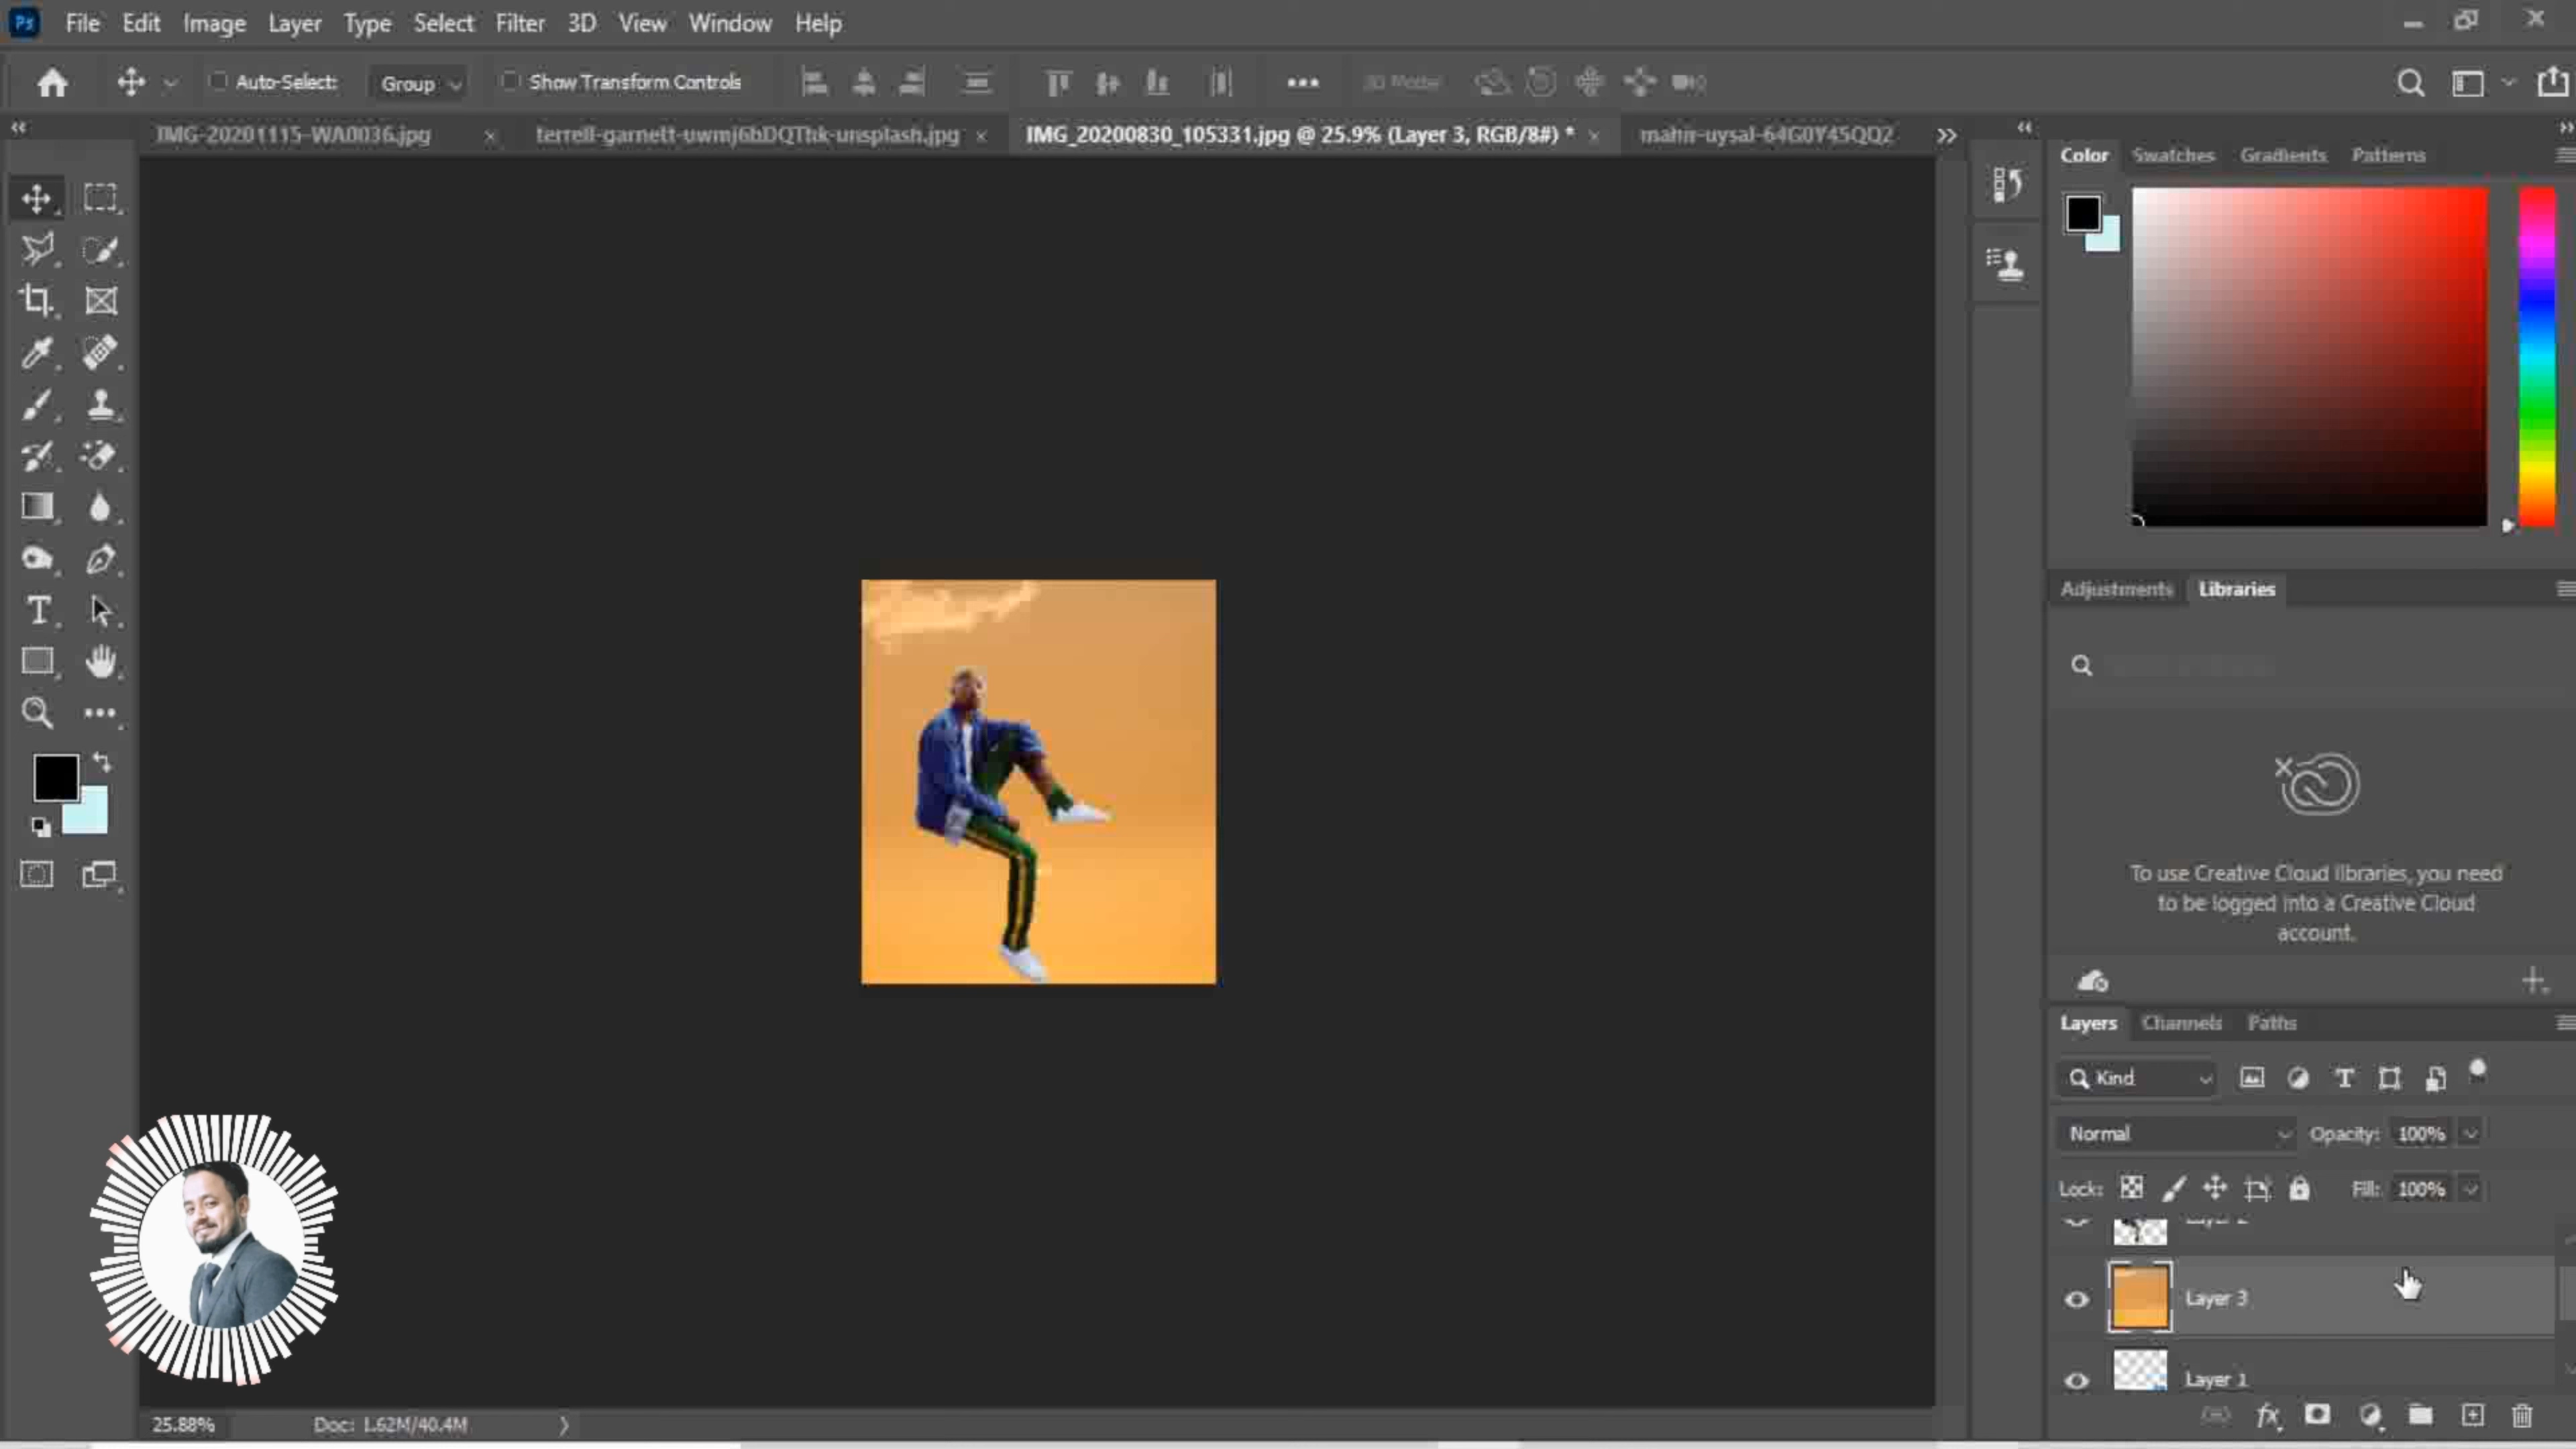 Ps File Edit Image Layer Type Select Filter 3D View Window Help
Auto-Select: Group Show Transform Controls 3D Mode:
IMG-20201115-WA0036.jpg × terrell-garnett-uwmj6bDQThk-unsplash.jpg × IMG_20200830_105331.jpg @ 25.9% (Layer 3, RGB/8#) * × mahir-uysal-64G0Y45QQ2
Color Swatches Gradients Patterns
Adjustments Libraries
To use Creative Cloud libraries, you need
to be logged into a Creative Cloud
account.
Layers Channels Paths
Kind
Normal Opacity: 100%
Lock: Fill: 100%
Layer 2
Layer 3
Layer 1
25.88% Doc: 1.62M/40.4M